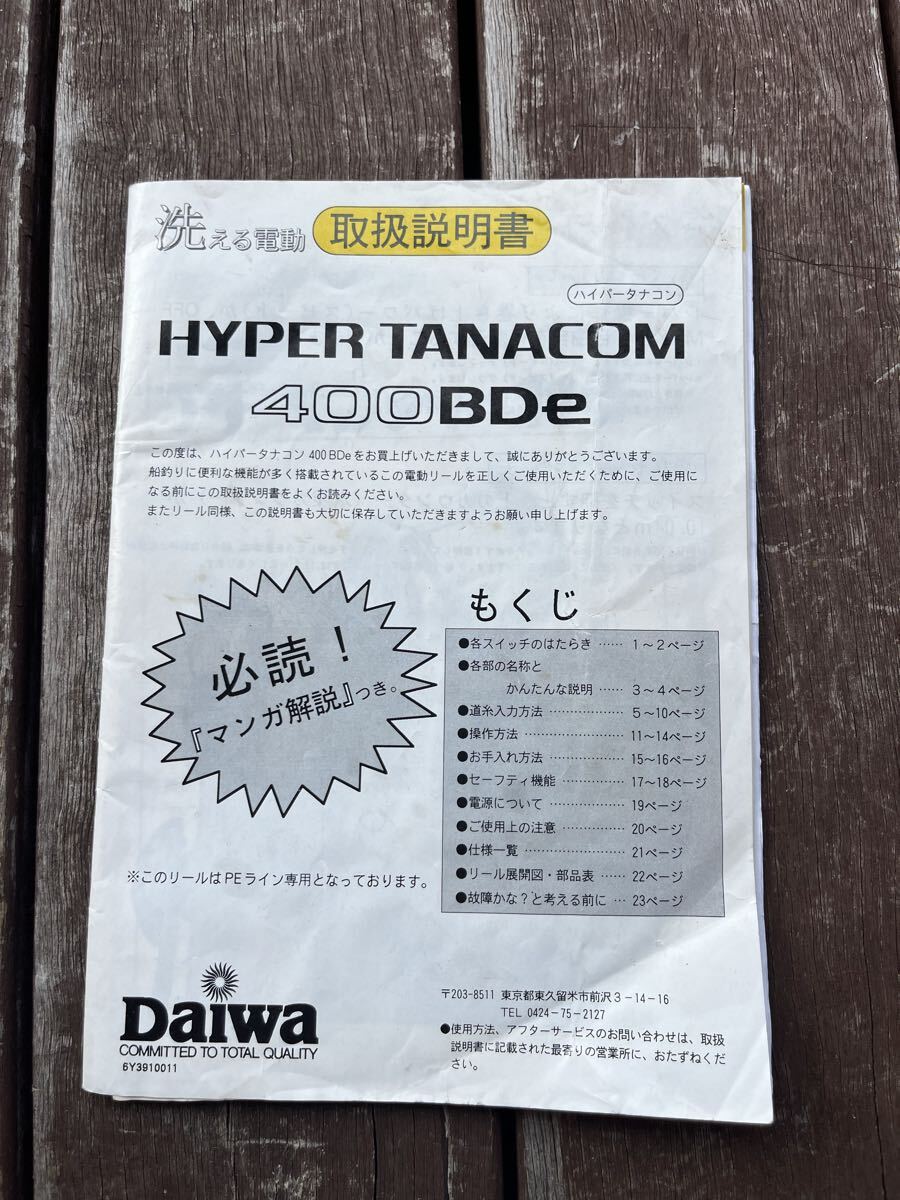 洗える電動 取扱説明書
ハイパータナコン
HYPER TANACOM
400BDe
この度は、ハイパータナコン 400 BDe をお買上げいただきまして、誠にありがとうございます。
船釣りに便利な機能が多く搭載されているこの電動リールを正しくご使用いただくために、ご使用に
なる前にこの取扱説明書をよくお読みください。
またリール同様、この説明書も大切に保存していただきますようお願い申し上げます。
必読！
『マンガ解説』つき。
もくじ
●各スイッチのはたらき …… 1～2ページ
●各部の名称と
かんたんな説明 …… 3～4ページ
●道糸入力方法 ……………… 5～10ページ
●操作方法 …………………… 11～14ページ
●お手入れ方法 ……………… 15～16ページ
●セーフティ機能 …………… 17～18ページ
●電源について ……………… 19ページ
●ご使用上の注意 …………… 20ページ
●仕様一覧 …………………… 21ページ
●リール展開図・部品表 …… 22ページ
●故障かな？と考える前に … 23ページ
※このリールはPEライン専用となっております。
Daiwa
COMMITTED TO TOTAL QUALITY
6Y3910011
〒203-8511 東京都東久留米市前沢3-14-16
TEL 0424-75-2127
●使用方法、アフターサービスのお問い合わせは、取扱
説明書に記載された最寄りの営業所に、おたずねくだ
さい。